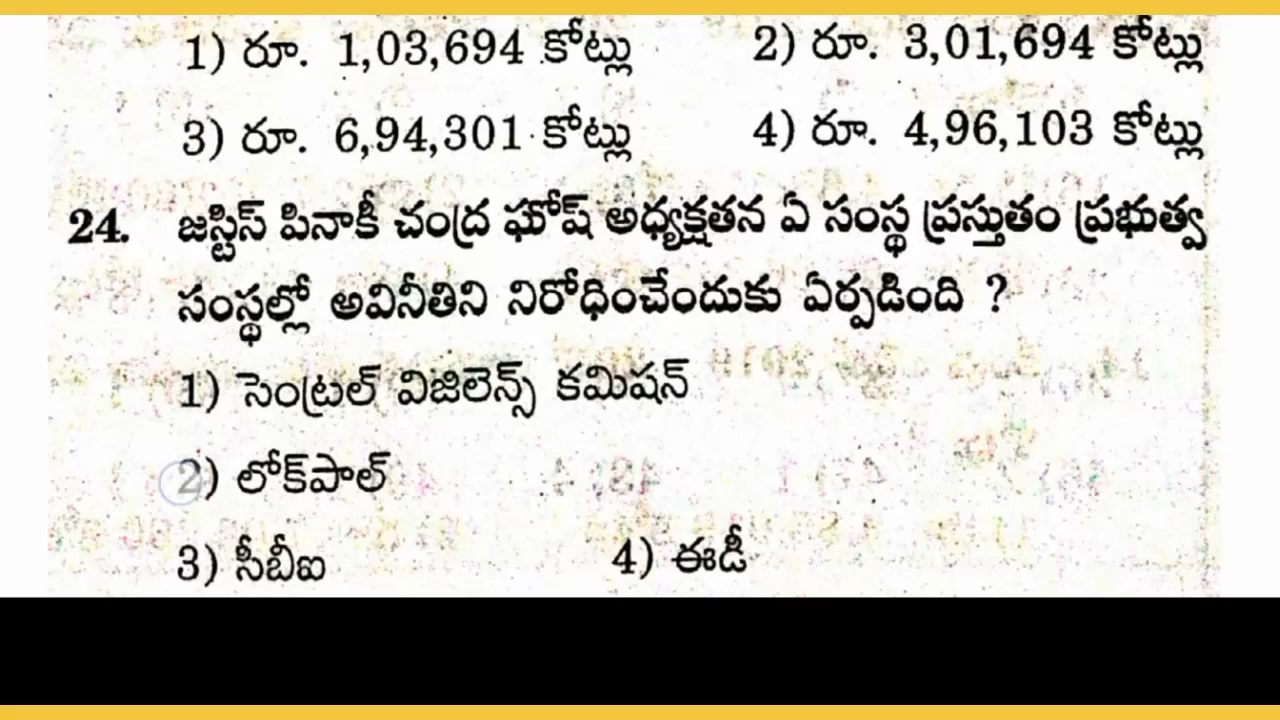 1) రూ. 1,03,694 కోట్లు 2) రూ. 3,01,694 కోట్లు
3) రూ. 6,94,301 కోట్లు 4) రూ. 4,96,103 కోట్లు
24. జస్టిస్ పినాకీ చంద్ర ఘోష్ అధ్యక్షతన ఏ సంస్థ ప్రస్తుతం ప్రభుత్వ
సంస్థల్లో అవినీతిని నిరోధించేందుకు ఏర్పడింది ?
1) సెంట్రల్ విజిలెన్స్ కమిషన్
2) లోక్‌పాల్
3) సీబీఐ 4) ఈడీ